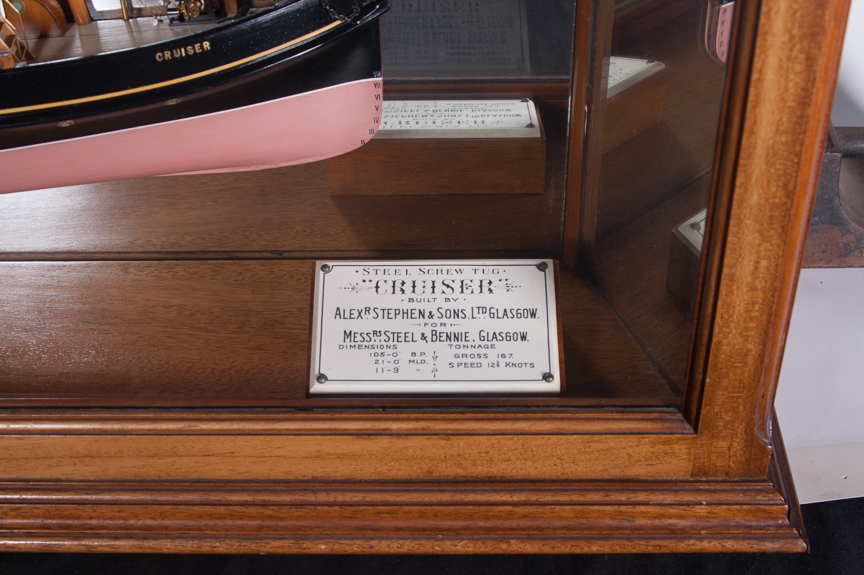 CRUISER
STEEL SCREW TUG
"CRUISER"
BUILT BY
ALEXR STEPHEN & SONS, LTD GLASGOW.
FOR
MESSRS STEEL & BENNIE, GLASGOW.
DIMENSIONS TONNAGE
105-0 B.P. GROSS 167.
21-0 MLD. SPEED 12¾ KNOTS
11-9 "